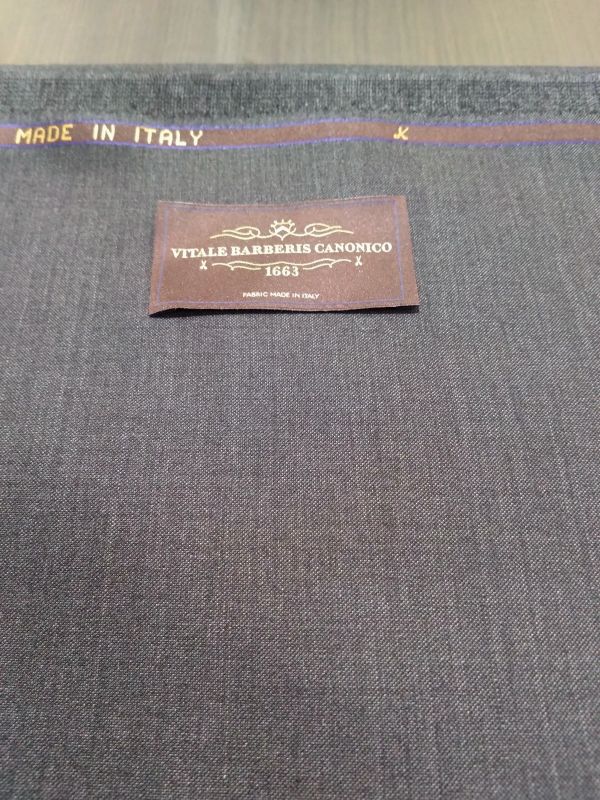 MADE IN ITALY
VITALE BARBERIS CANONICO
1663
FABRIC MADE IN ITALY